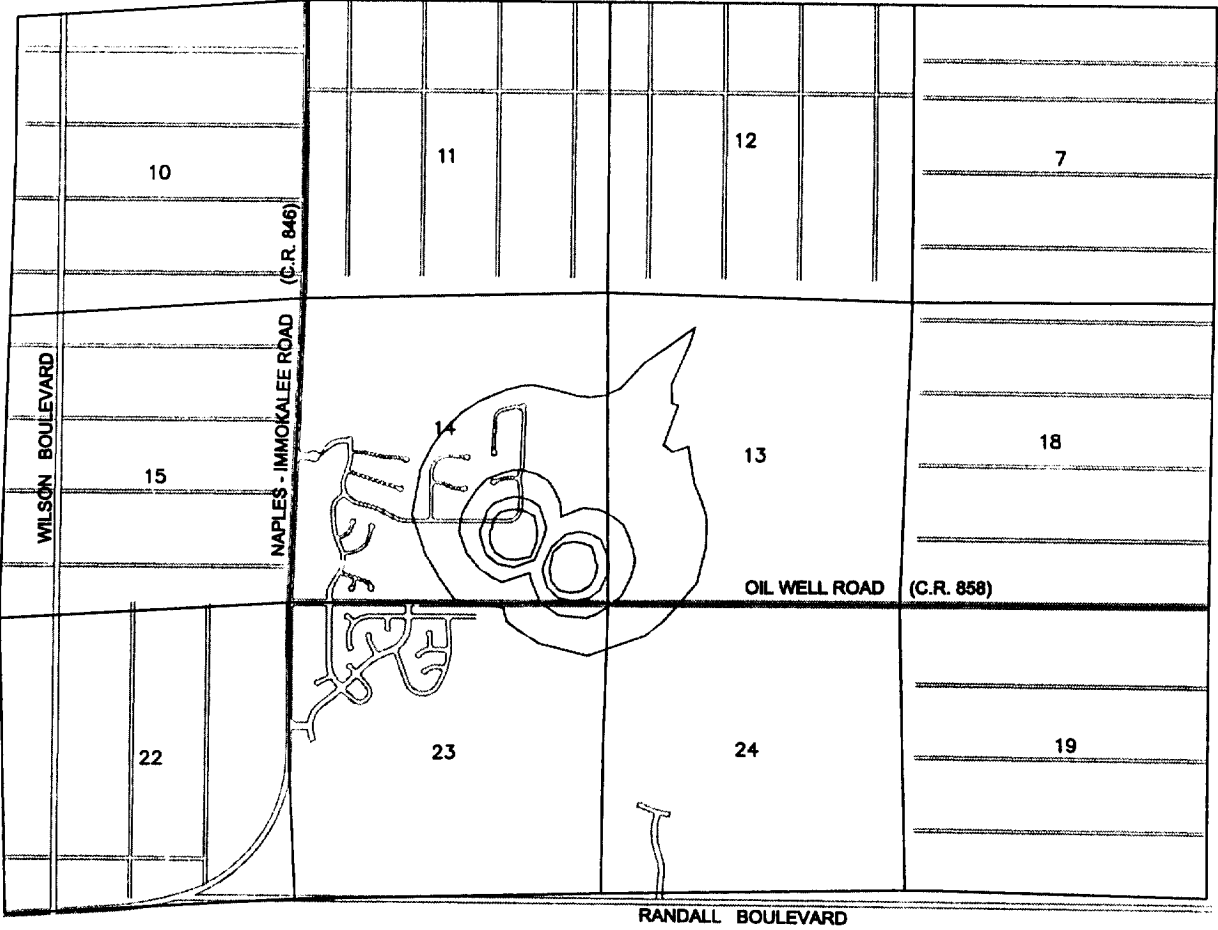 12
11
7
10
(C.R. 846)
NAPLES - IMMOKALEE ROAD
WILSON BOULEVARD
14
18
13
15
OIL WELL ROAD (C.R. 858)
22
23
24
19
RANDALL BOULEVARD